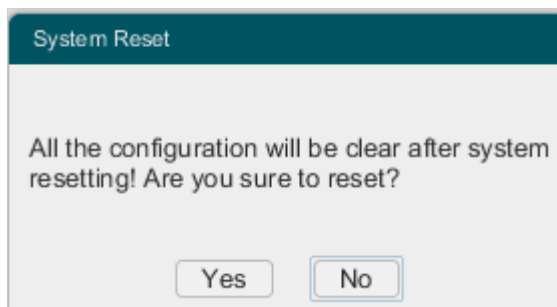 System Reset
All the configuration will be clear after system
resetting! Are you sure to reset?
Yes No